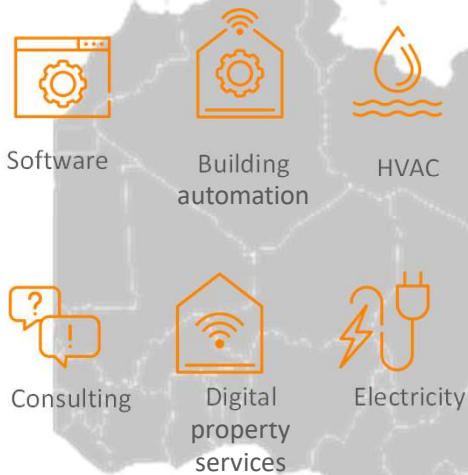 Software
Building
automation
HVAC
Consulting
Digital
property
services
Electricity